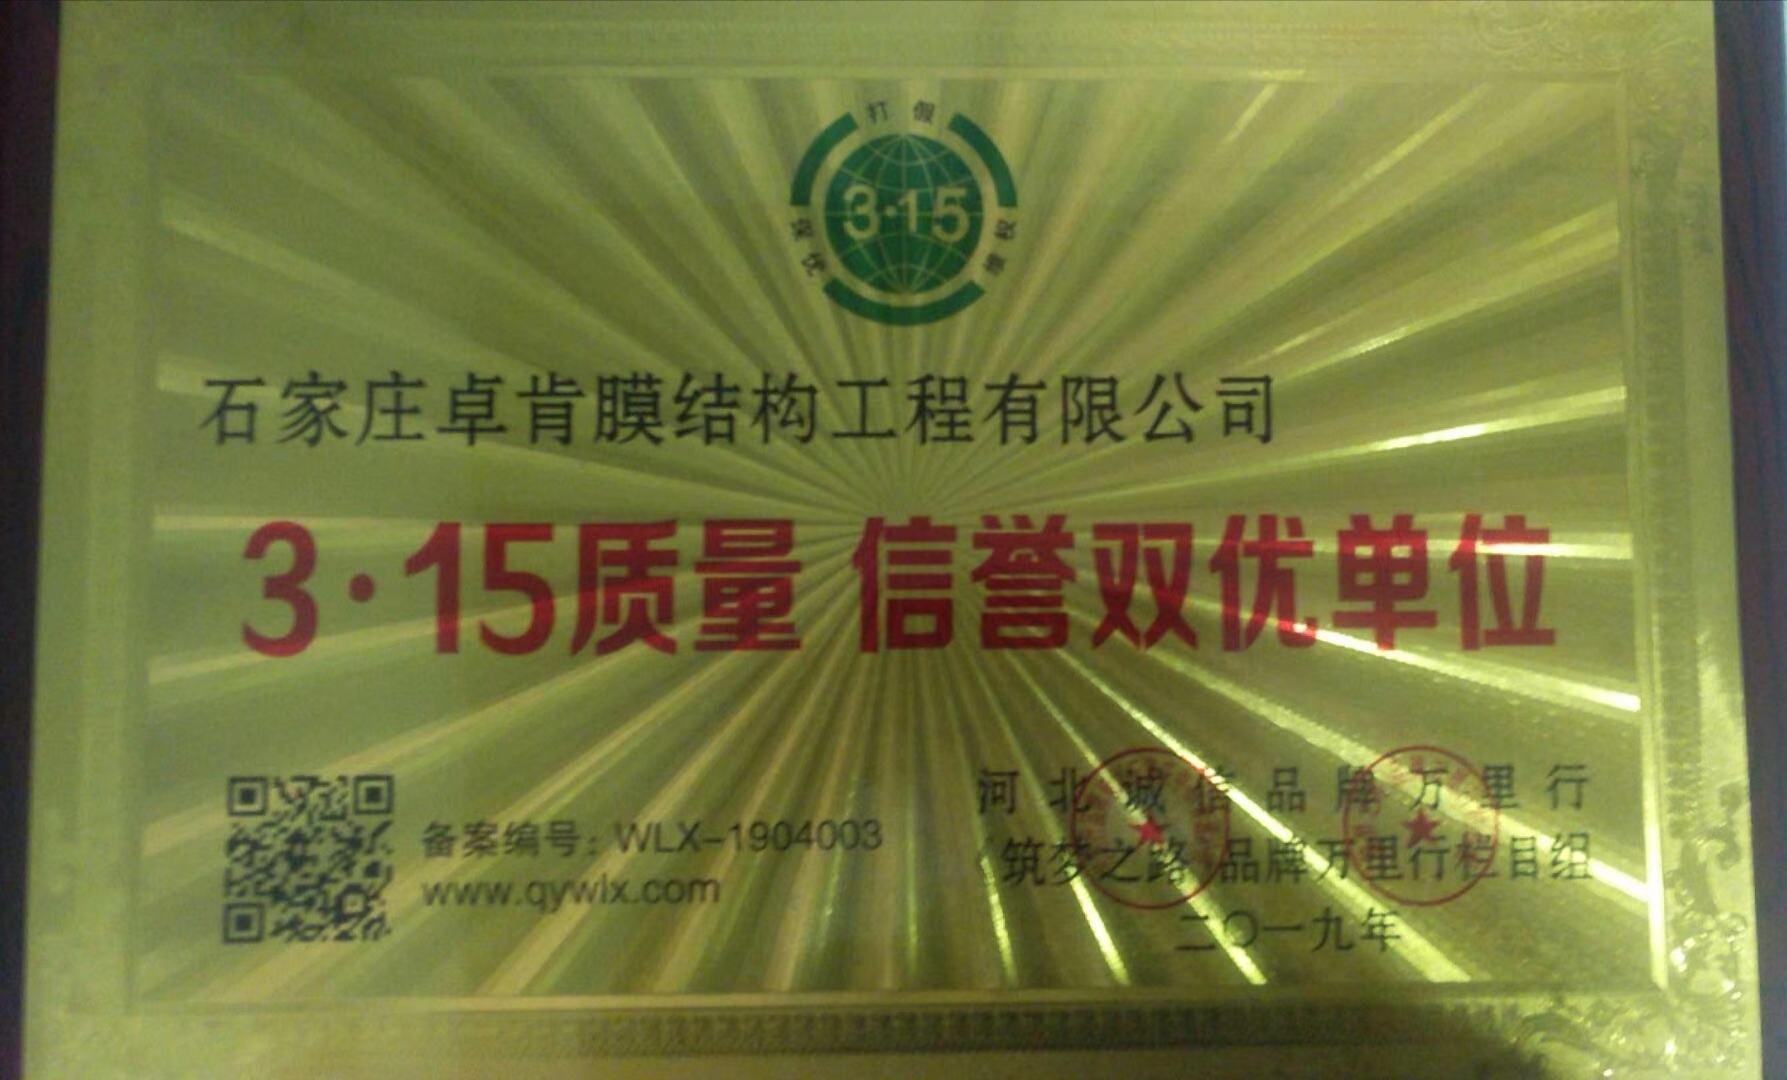 打假
3·15
维权
石家庄卓肯膜结构工程有限公司
3·15质量 信誉双优单位
备案编号：WLX-1904003
www.qywlx.com
河北诚信品牌万里行
《筑梦之路 品牌万里行栏目组
二〇一九年